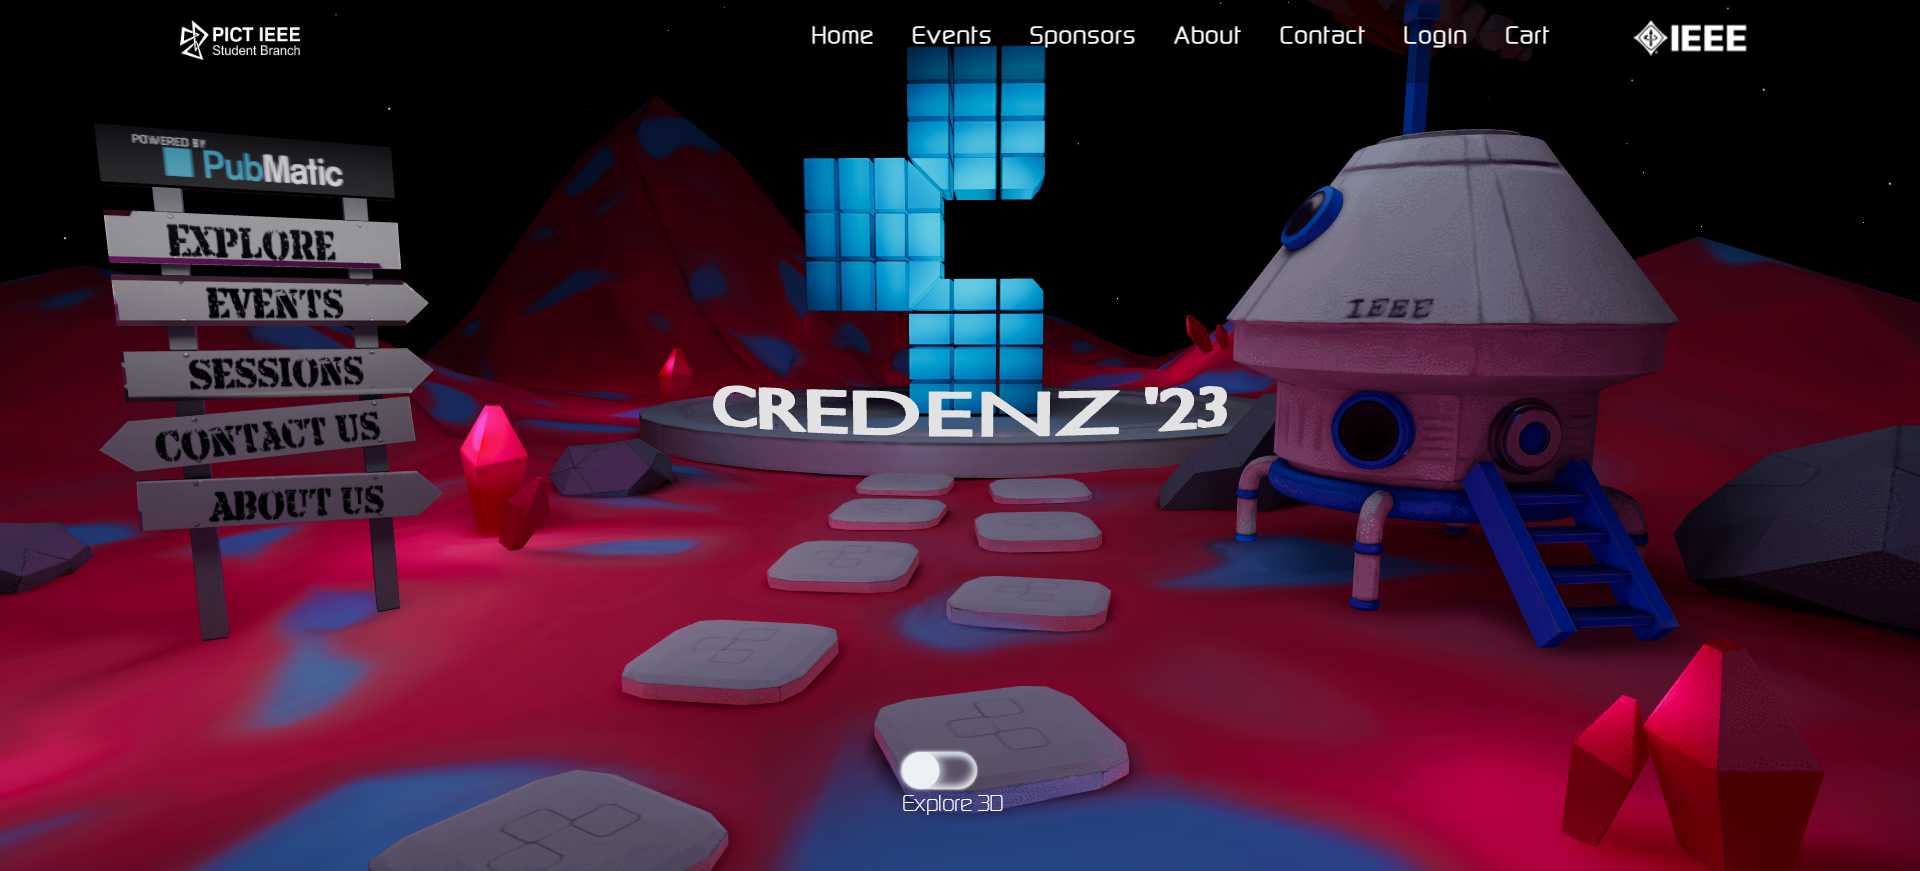 PICT IEEE
Student Branch
Home Events Sponsors About Contact Login Cart
IEEE
POWERED BY
PubMatic
EXPLORE
EVENTS
SESSIONS
CONTACT US
ABOUT US
IEEE
CREDENZ '23
Explore 3D